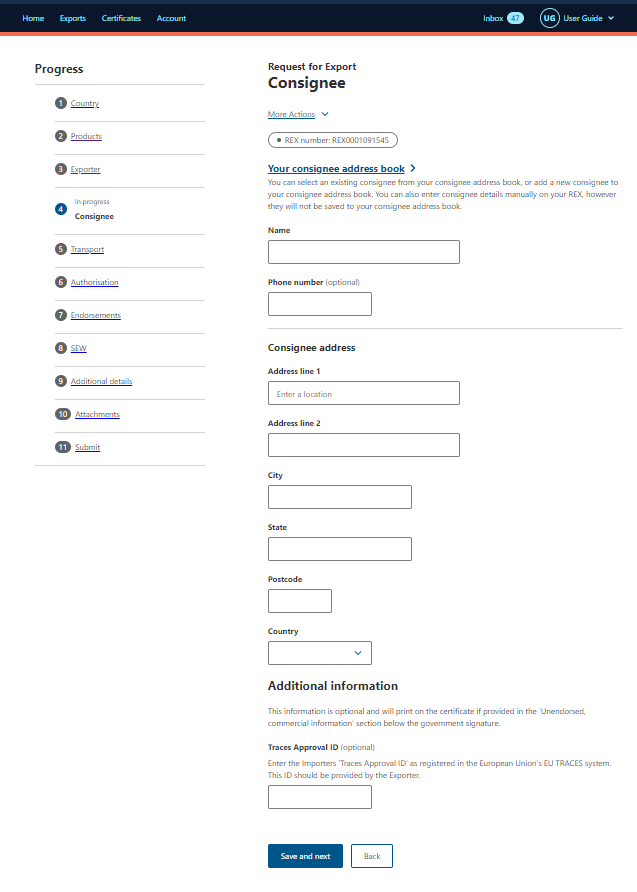 Home Exports Certificates Account Inbox 47 UG User Guide
Progress
1 Country
2 Products
3 Exporter
In progress
4 Consignee
5 Transport
6 Authorisation
7 Endorsements
8 SEW
9 Additional details
10 Attachments
11 Submit
Request for Export
Consignee
More Actions
REX number: REX0001091545
Your consignee address book
You can select an existing consignee from your consignee address book, or add a new consignee to
your consignee address book. You can also enter consignee details manually on your REX, however
they will not be saved to your consignee address book.
Name
Phone number (optional)
Consignee address
Address line 1
Enter a location
Address line 2
City
State
Postcode
Country
Additional information
This information is optional and will print on the certificate if provided in the 'Unendorsed,
commercial information' section below the government signature.
Traces Approval ID (optional)
Enter the Importers 'Traces Approval ID' as registered in the European Union's EU TRACES system.
This ID should be provided by the Exporter.
Save and next Back